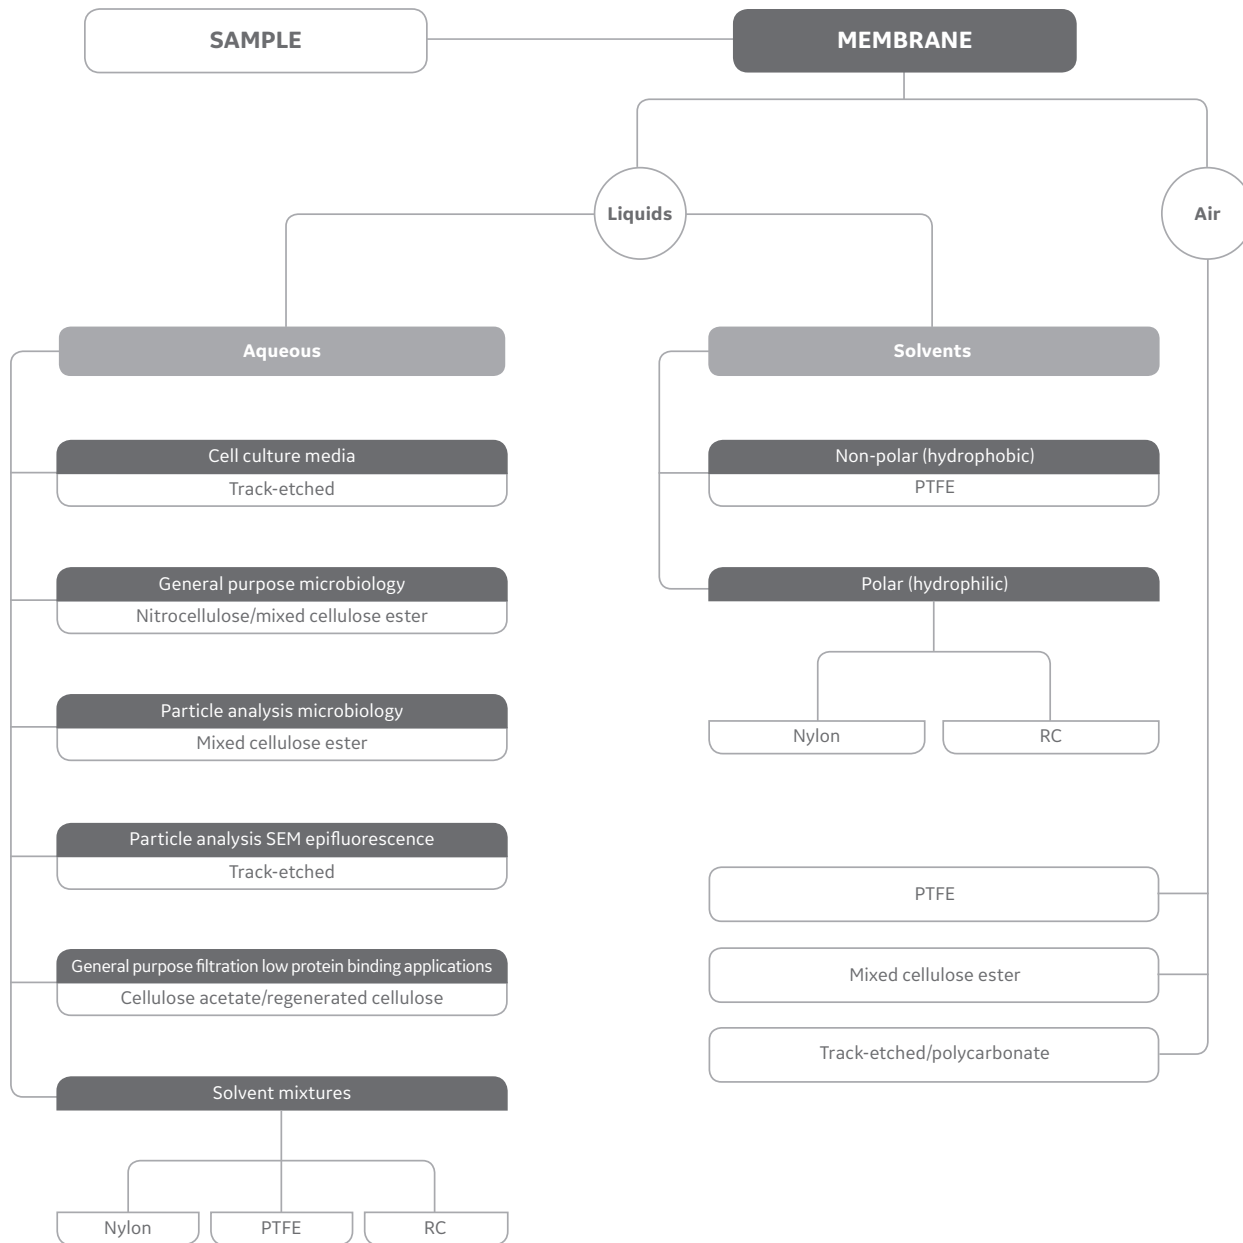 SAMPLE
MEMBRANE
Liquids
Air
Aqueous
Cell culture media
Track-etched
General purpose microbiology
Nitrocellulose/mixed cellulose ester
Particle analysis microbiology
Mixed cellulose ester
Particle analysis SEM epifluorescence
Track-etched
General purpose filtration low protein binding applications
Cellulose acetate/regenerated cellulose
Solvent mixtures
Nylon
PTFE
RC
Solvents
Non-polar (hydrophobic)
PTFE
Polar (hydrophilic)
Nylon
RC
PTFE
Mixed cellulose ester
Track-etched/polycarbonate